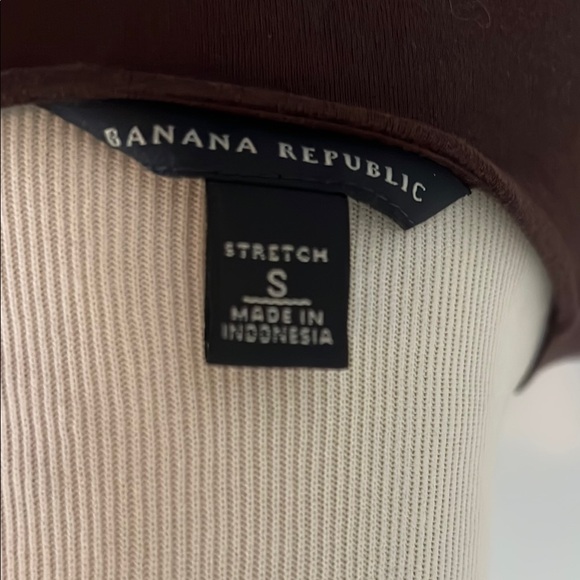 BANANA REPUBLIC
STRETCH
S
MADE IN
INDONESIA